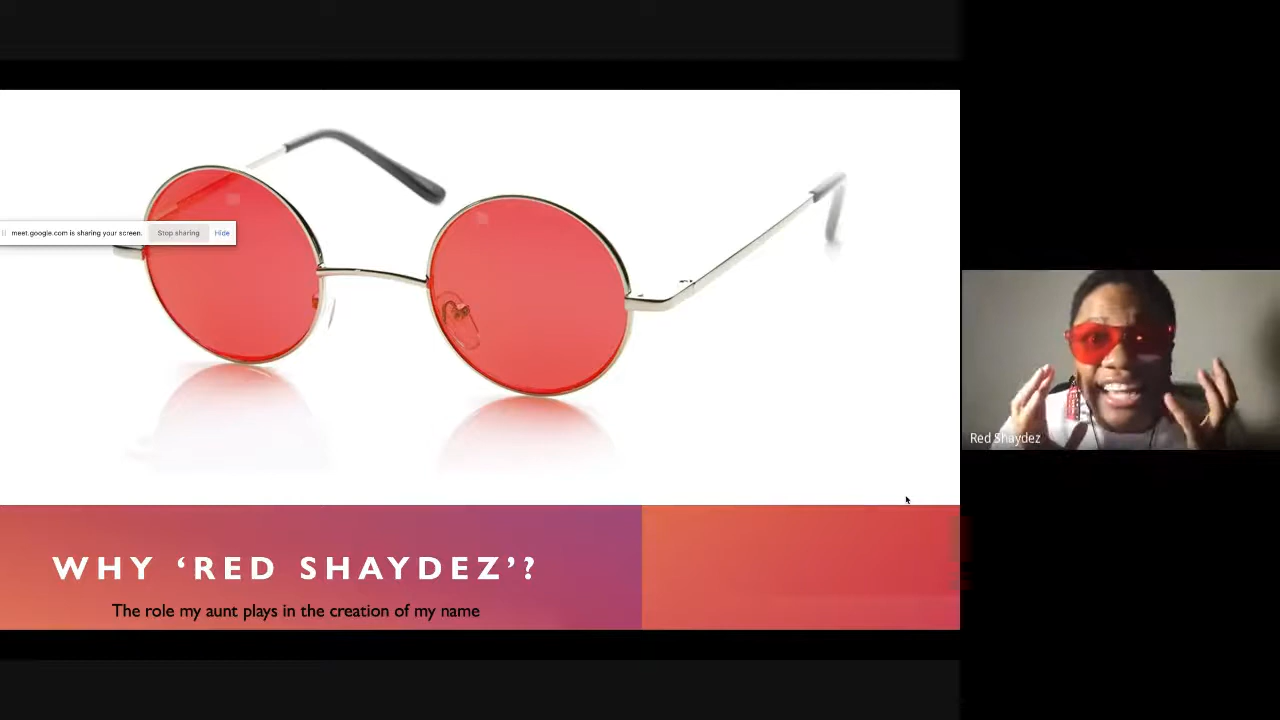 meet.google.com is sharing your screen. Stop sharing Hide
Red Shaydez
WHY ‘RED SHAYDEZ’?
The role my aunt plays in the creation of my name